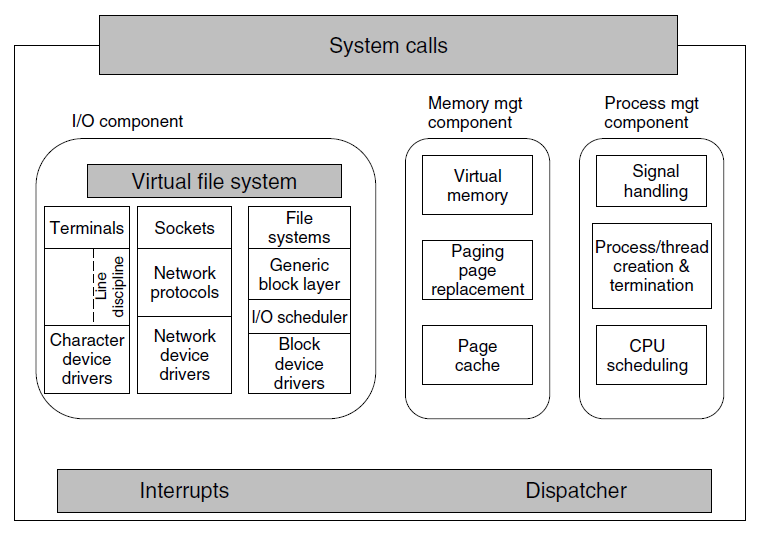 System calls
I/O component
Memory mgt
component
Process mgt
component
Virtual file system
Terminals
Line
discipline
Character
device
drivers
Sockets
Network
protocols
Network
device
drivers
File
systems
Generic
block layer
I/O scheduler
Block
device
drivers
Virtual
memory
Paging
page
replacement
Page
cache
Signal
handling
Process/thread
creation &
termination
CPU
scheduling
Interrupts
Dispatcher